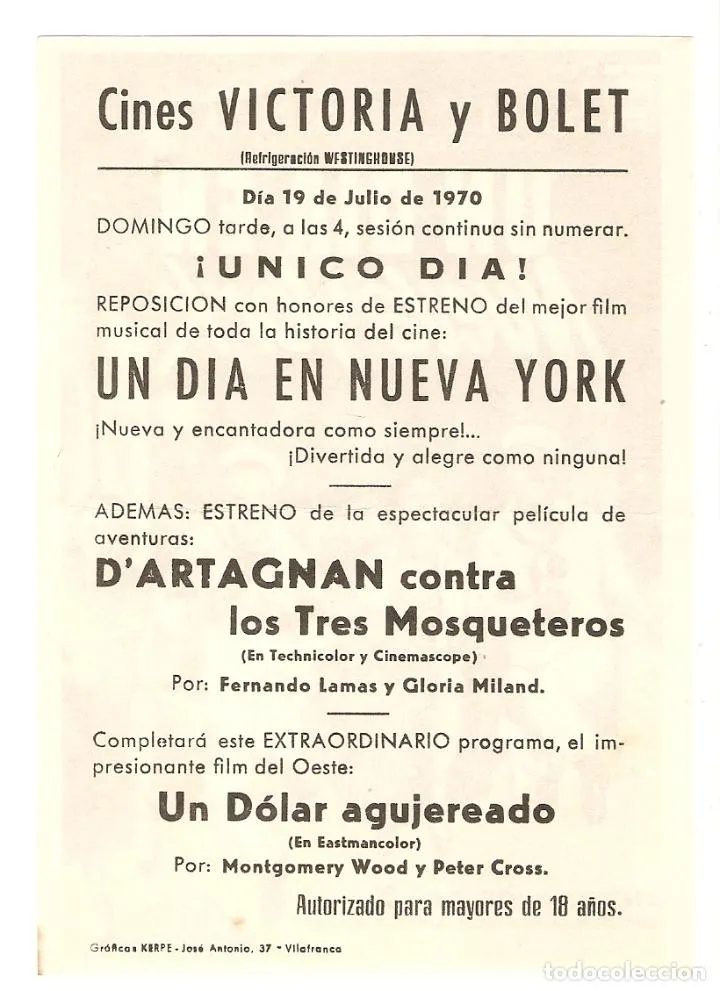 Cines VICTORIA y BOLET
(Refrigeración WESTINGHOUSE)
Día 19 de Julio de 1970
DOMINGO tarde, a las 4, sesión continua sin numerar.
¡UNICO DIA!
REPOSICION con honores de ESTRENO del mejor film
musical de toda la historia del cine:
UN DIA EN NUEVA YORK
¡Nueva y encantadora como siempre!...
¡Divertida y alegre como ninguna!
ADEMAS: ESTRENO de la espectacular película de
aventuras:
D'ARTAGNAN contra
los Tres Mosqueteros
(En Technicolor y Cinemascope)
Por: Fernando Lamas y Gloria Miland.
Completará este EXTRAORDINARIO programa, el im-
presionante film del Oeste:
Un Dólar agujereado
(En Eastmancolor)
Por: Montgomery Wood y Peter Cross.
Autorizado para mayores de 18 años.
Gráficas KERPE - José Antonio, 37 - Vilafranca
todocoleccion